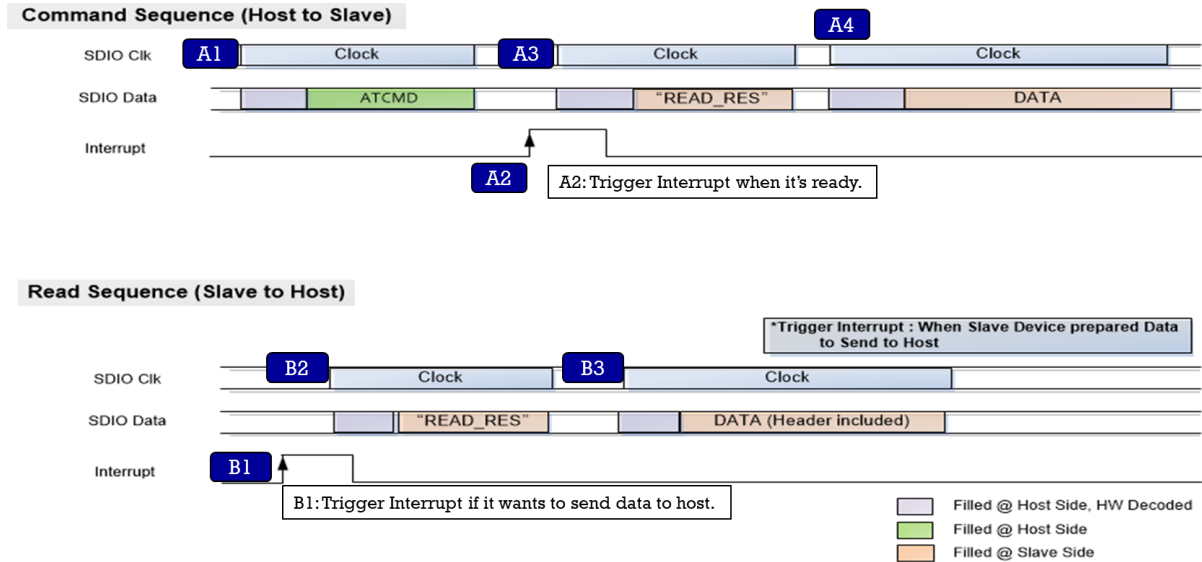 Command Sequence (Host to Slave)
A4
SDIO Clk
A1
Clock
A3
Clock
Clock
SDIO Data
ATCMD
"READ_RES"
DATA
Interrupt
A2
A2: Trigger Interrupt when it's ready.
Read Sequence (Slave to Host)
*Trigger Interrupt : When Slave Device prepared Data
to Send to Host
SDIO Clk
B2
Clock
B3
Clock
SDIO Data
"READ_RES"
DATA (Header included)
Interrupt
B1
B1: Trigger Interrupt if it wants to send data to host.
Filled @ Host Side, HW Decoded
Filled @ Host Side
Filled @ Slave Side